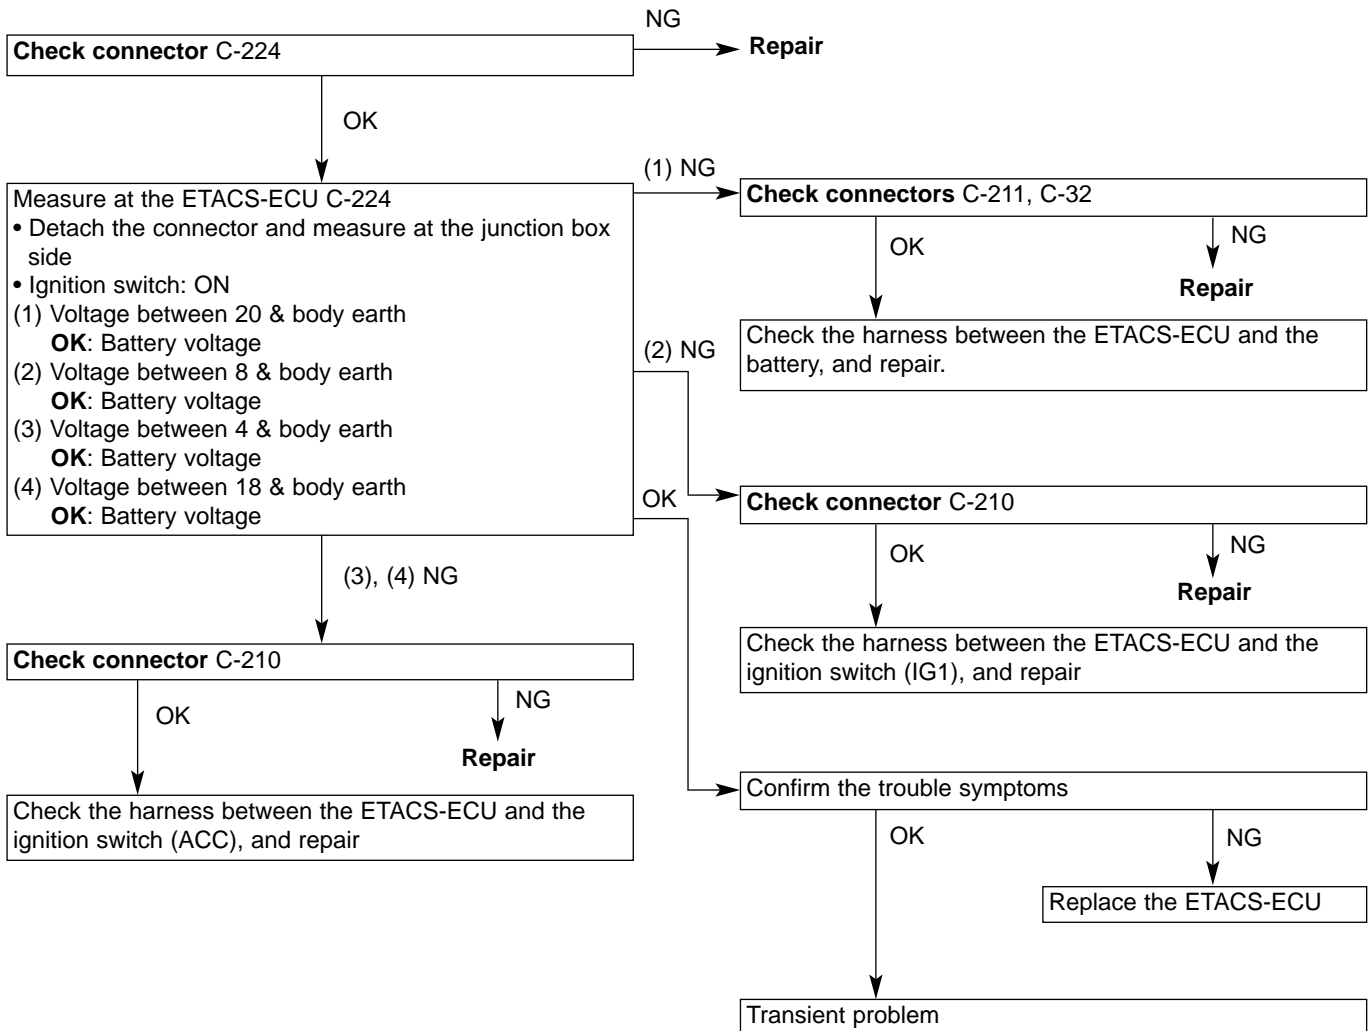 NG
Check connector C-224
Repair
OK
Measure at the ETACS-ECU C-224
• Detach the connector and measure at the junction box
side
• Ignition switch: ON
(1) Voltage between 20 & body earth
OK: Battery voltage
(2) Voltage between 8 & body earth
OK: Battery voltage
(3) Voltage between 4 & body earth
OK: Battery voltage
(4) Voltage between 18 & body earth
OK: Battery voltage
(1) NG
Check connectors C-211, C-32
OK
NG
Repair
Check the harness between the ETACS-ECU and the
battery, and repair.
(2) NG
Check connector C-210
OK
NG
Repair
Check the harness between the ETACS-ECU and the
ignition switch (IG1), and repair
(3), (4) NG
Check connector C-210
OK
NG
Repair
Check the harness between the ETACS-ECU and the
ignition switch (ACC), and repair
OK
Confirm the trouble symptoms
OK
NG
Replace the ETACS-ECU
Transient problem